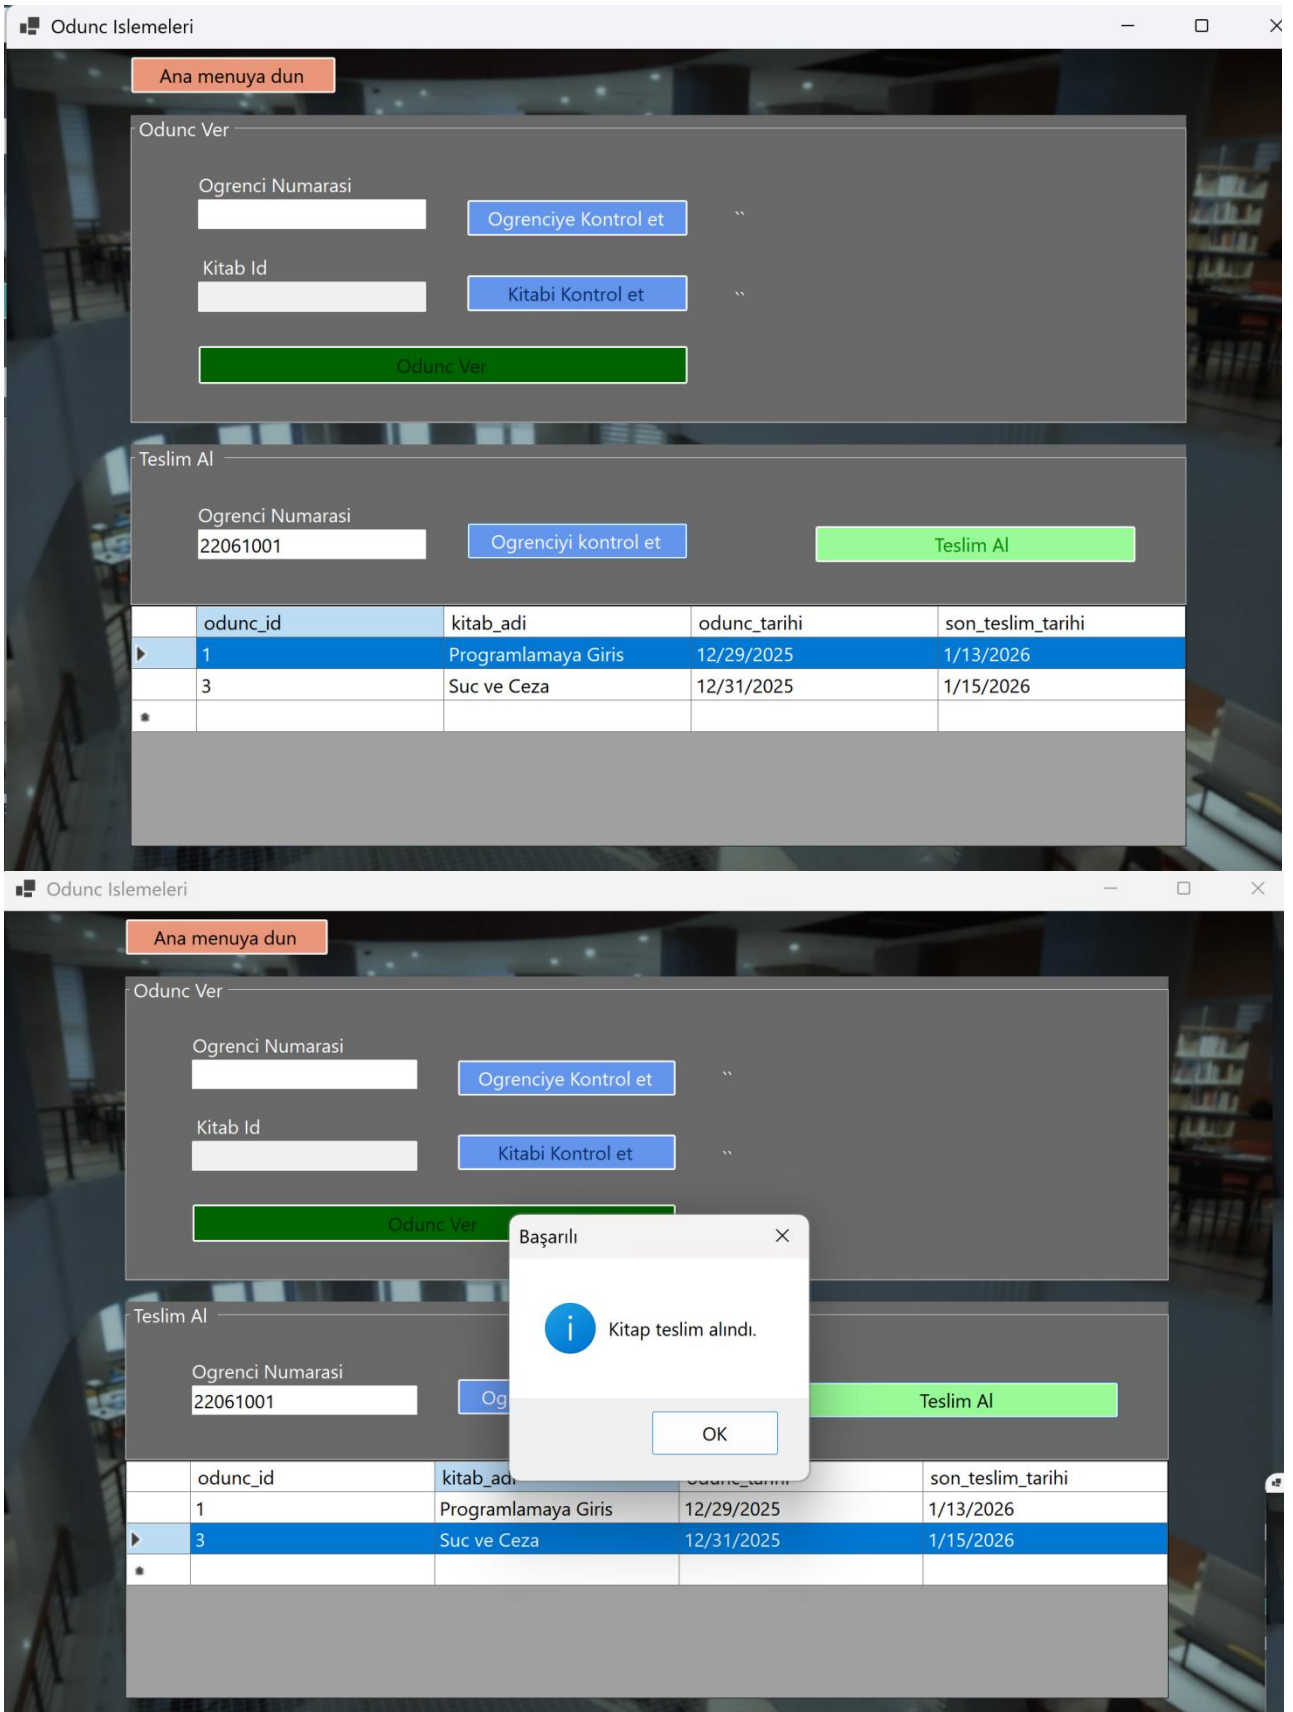 Odunc Islemeleri
Ana menuya dun
Odunc Ver
Ogrenci Numarasi
Ogrenciye Kontrol et ``
Kitab Id
Kitabi Kontrol et ``
Odunc Ver
Teslim Al
Ogrenci Numarasi
22061001 Ogrenciyi kontrol et Teslim Al
odunc_id kitab_adi odunc_tarihi son_teslim_tarihi
1 Programlamaya Giris 12/29/2025 1/13/2026
3 Suc ve Ceza 12/31/2025 1/15/2026
Odunc Islemeleri
Ana menuya dun
Odunc Ver
Ogrenci Numarasi
Ogrenciye Kontrol et ``
Kitab Id
Kitabi Kontrol et ``
Odunc Ver
Başarılı
Kitap teslim alındı.
OK
Teslim Al
Ogrenci Numarasi
22061001 Og Teslim Al
odunc_id kitab_adi odunc_tarihi son_teslim_tarihi
1 Programlamaya Giris 12/29/2025 1/13/2026
3 Suc ve Ceza 12/31/2025 1/15/2026